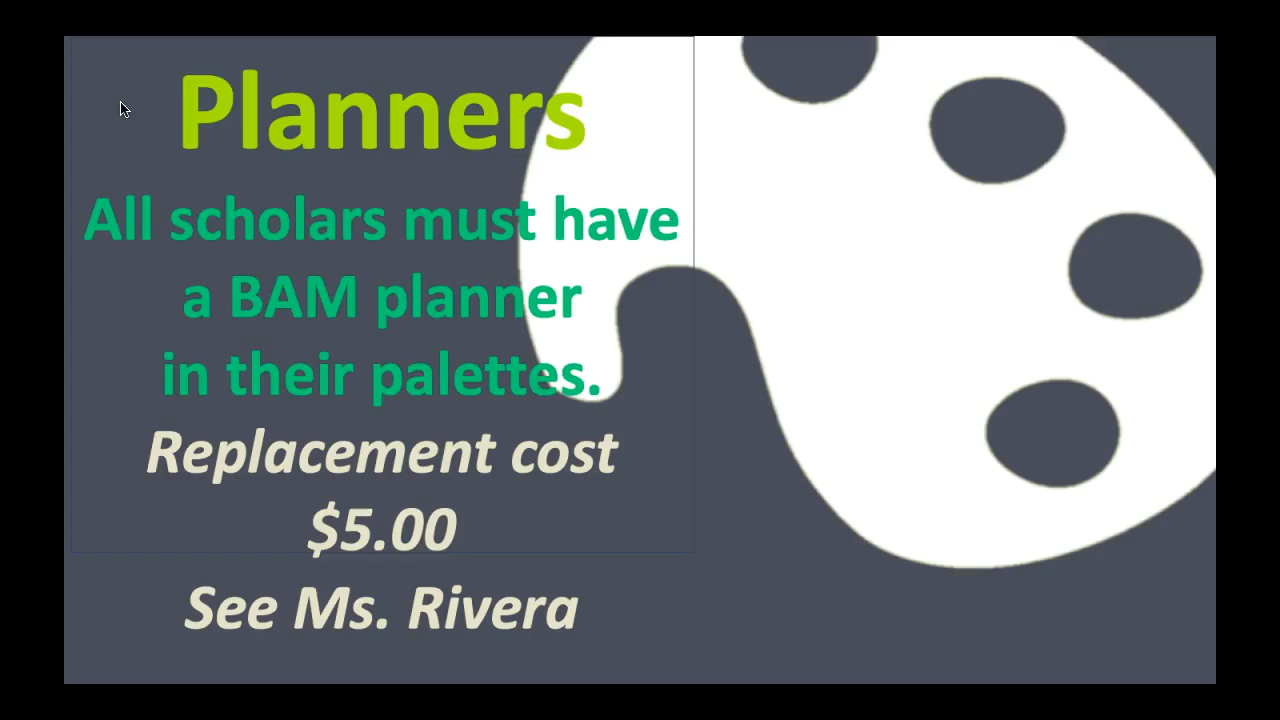 Planners
All scholars must have
a BAM planner
in their palettes.
Replacement cost
$5.00
See Ms. Rivera